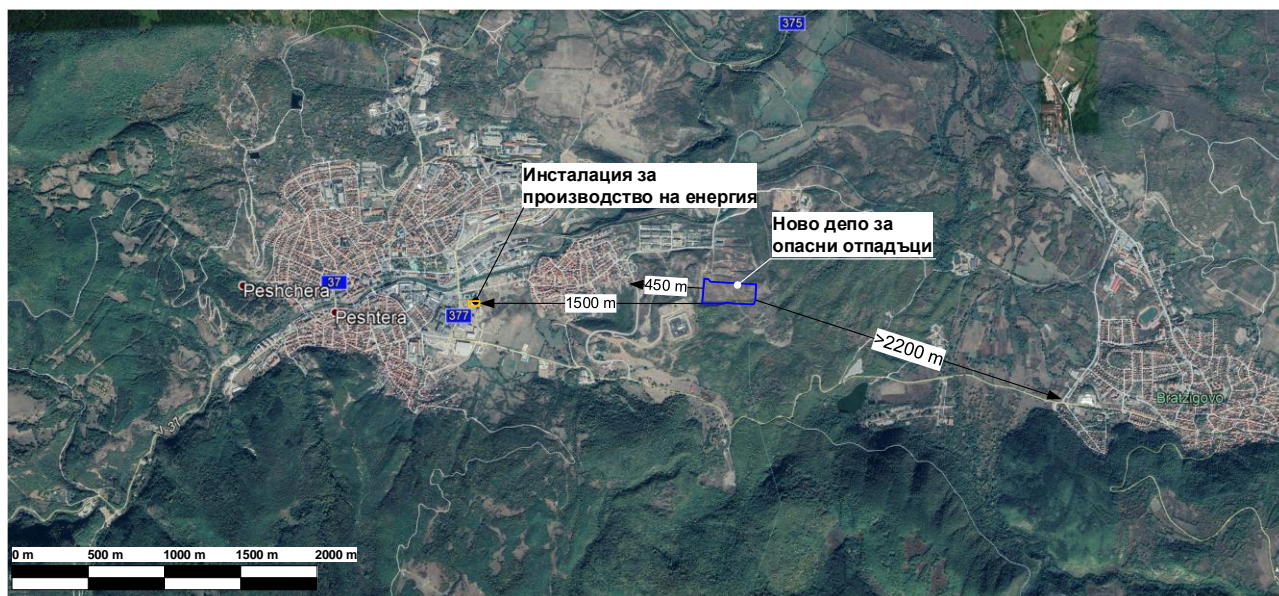 375
Инсталация за
производство на енергия
Ново депо за
опасни отпадъци
37
Peshchera
450 m
1500 m
377
Peshtera
>2200 m
Bratzigovo
0 m 500 m 1000 m 1500 m 2000 m